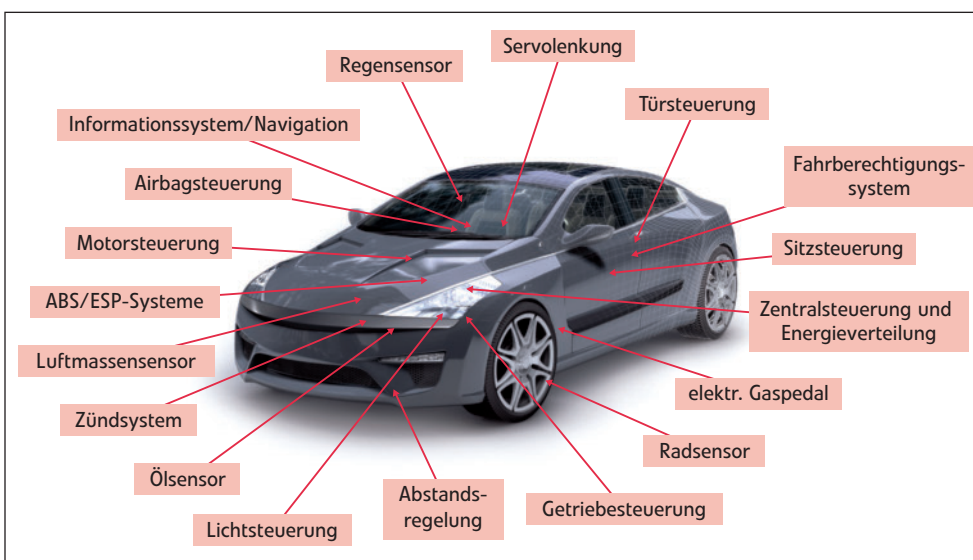 Servolenkung
Regensensor
Türsteuerung
Informationssystem/Navigation
Fahrberechtigungs-
system
Airbagsteuerung
Motorsteuerung
Sitzsteuerung
ABS/ESP-Systeme
Zentralsteuerung und
Energieverteilung
Luftmassensensor
elektr. Gaspedal
Zündsystem
Radsensor
Ölsensor
Abstands-
regelung
Getriebesteuerung
Lichtsteuerung